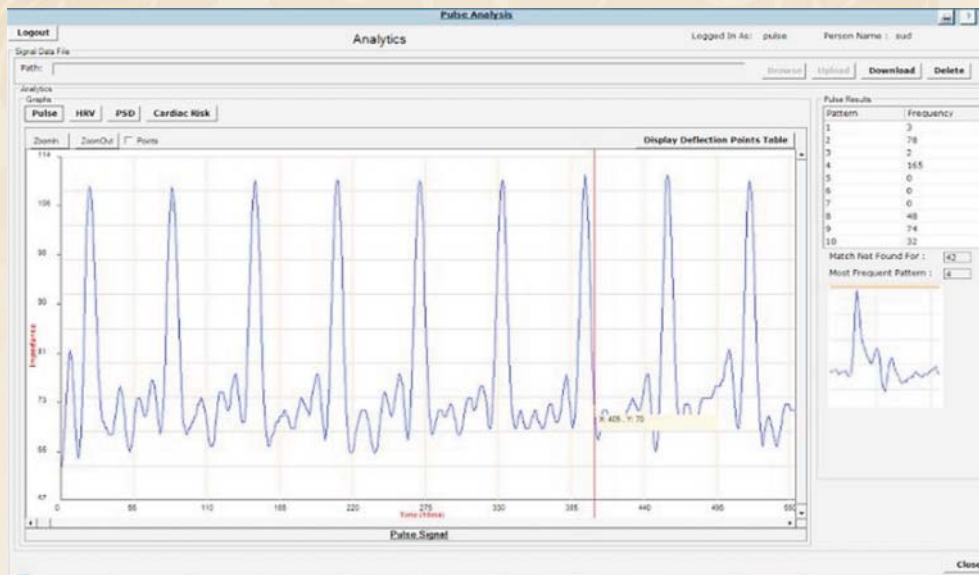 Pulse Analysis
?
Logout
Analytics
Logged In As: pulse
Person Name : sud
Signal Data File
Path:
Browse
Upload
Download
Delete
Analytics
Graphs
Pulse
HRV
PSD
Cardiac Risk
ZoomIn
ZoomOut
Points
Display Deflection Points Table
114
106
98
90
81
73
65
57
Impedance
X: 405 , Y: 70
0 55 110 165 220 275 330 385 440 495 550
Time (10ms)
Pulse Signal
Pulse Results
Pattern Frequency
1 3
2 78
3 2
4 165
5 0
6 0
7 0
8 48
9 74
10 32
Match Not Found For : 42
Most Frequent Pattern : 4
Close